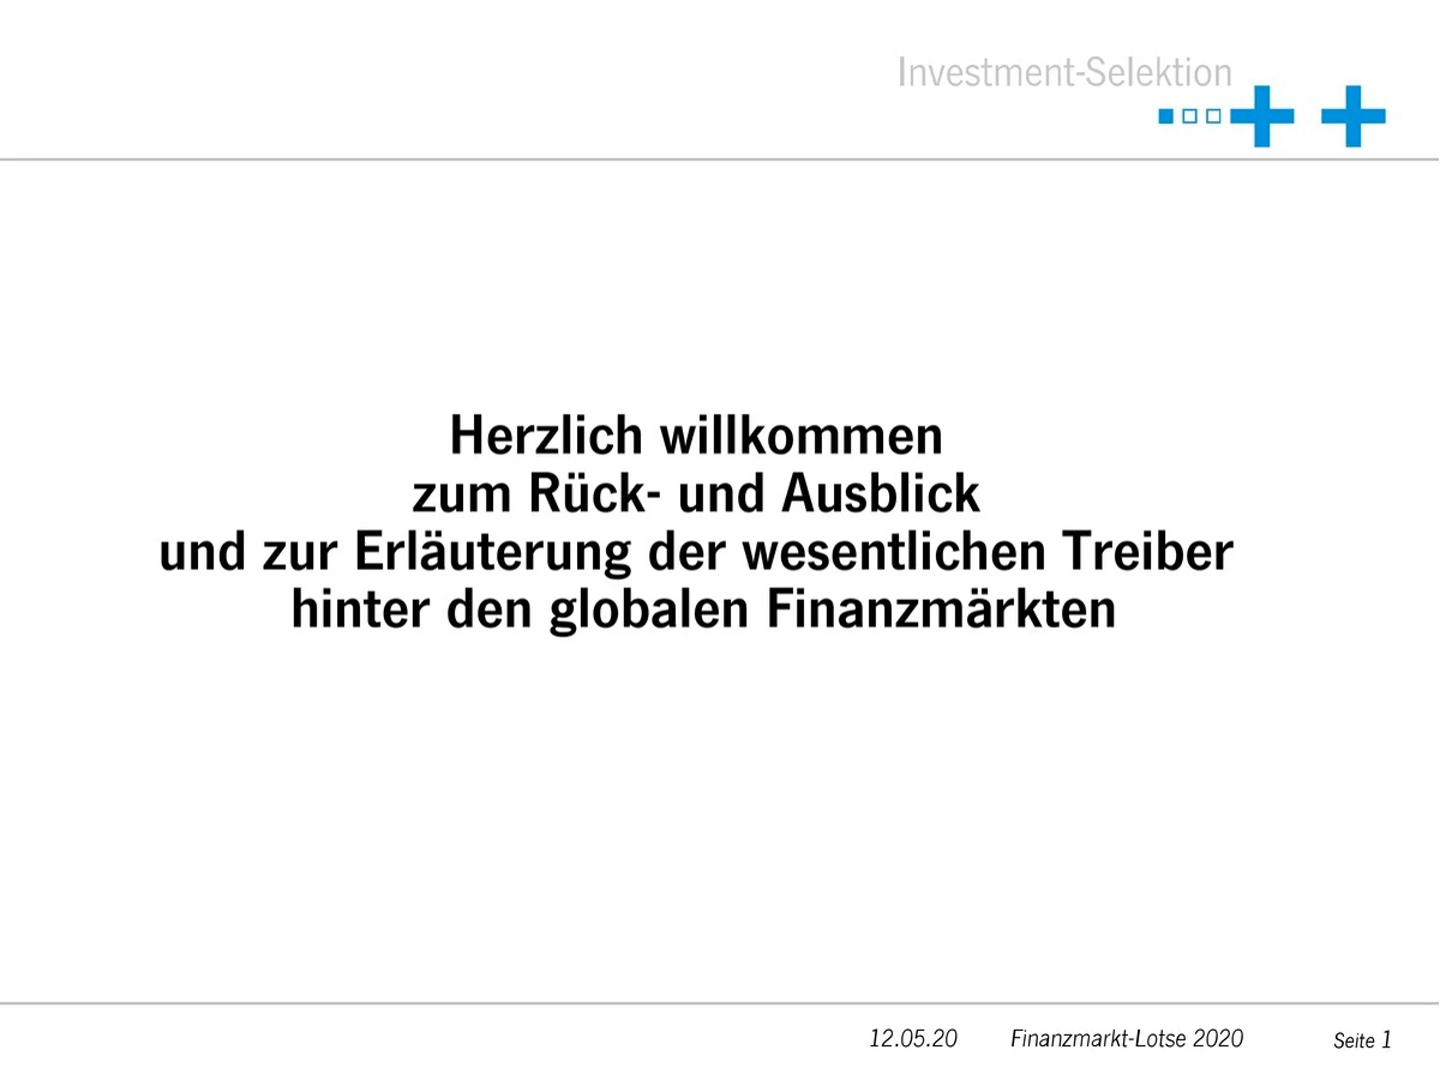 Investment-Selektion
Herzlich willkommen
zum Rück- und Ausblick
und zur Erläuterung der wesentlichen Treiber
hinter den globalen Finanzmärkten
12.05.20 Finanzmarkt-Lotse 2020 Seite 1